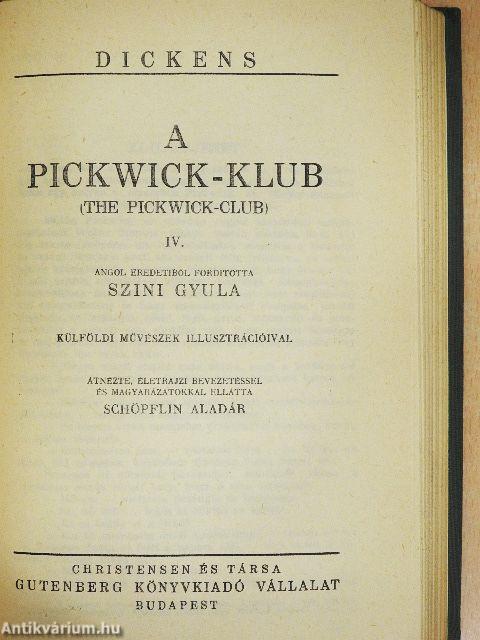 DICKENS
A
PICKWICK-KLUB
(THE PICKWICK-CLUB)
IV.
ANGOL EREDETIBŐL FORDITOTTA
SZINI GYULA
KÜLFÖLDI MŰVÉSZEK ILLUSZTRÁCIÓIVAL
ÁTNÉZTE, ÉLETRAJZI BEVEZETÉSSEL
ÉS MAGYARÁZATOKKAL ELLÁTTA
SCHÖPFLIN ALADÁR
CHRISTENSEN ÉS TÁRSA
GUTENBERG KÖNYVKIADÓ VÁLLALAT
BUDAPEST
Antikvárium.hu